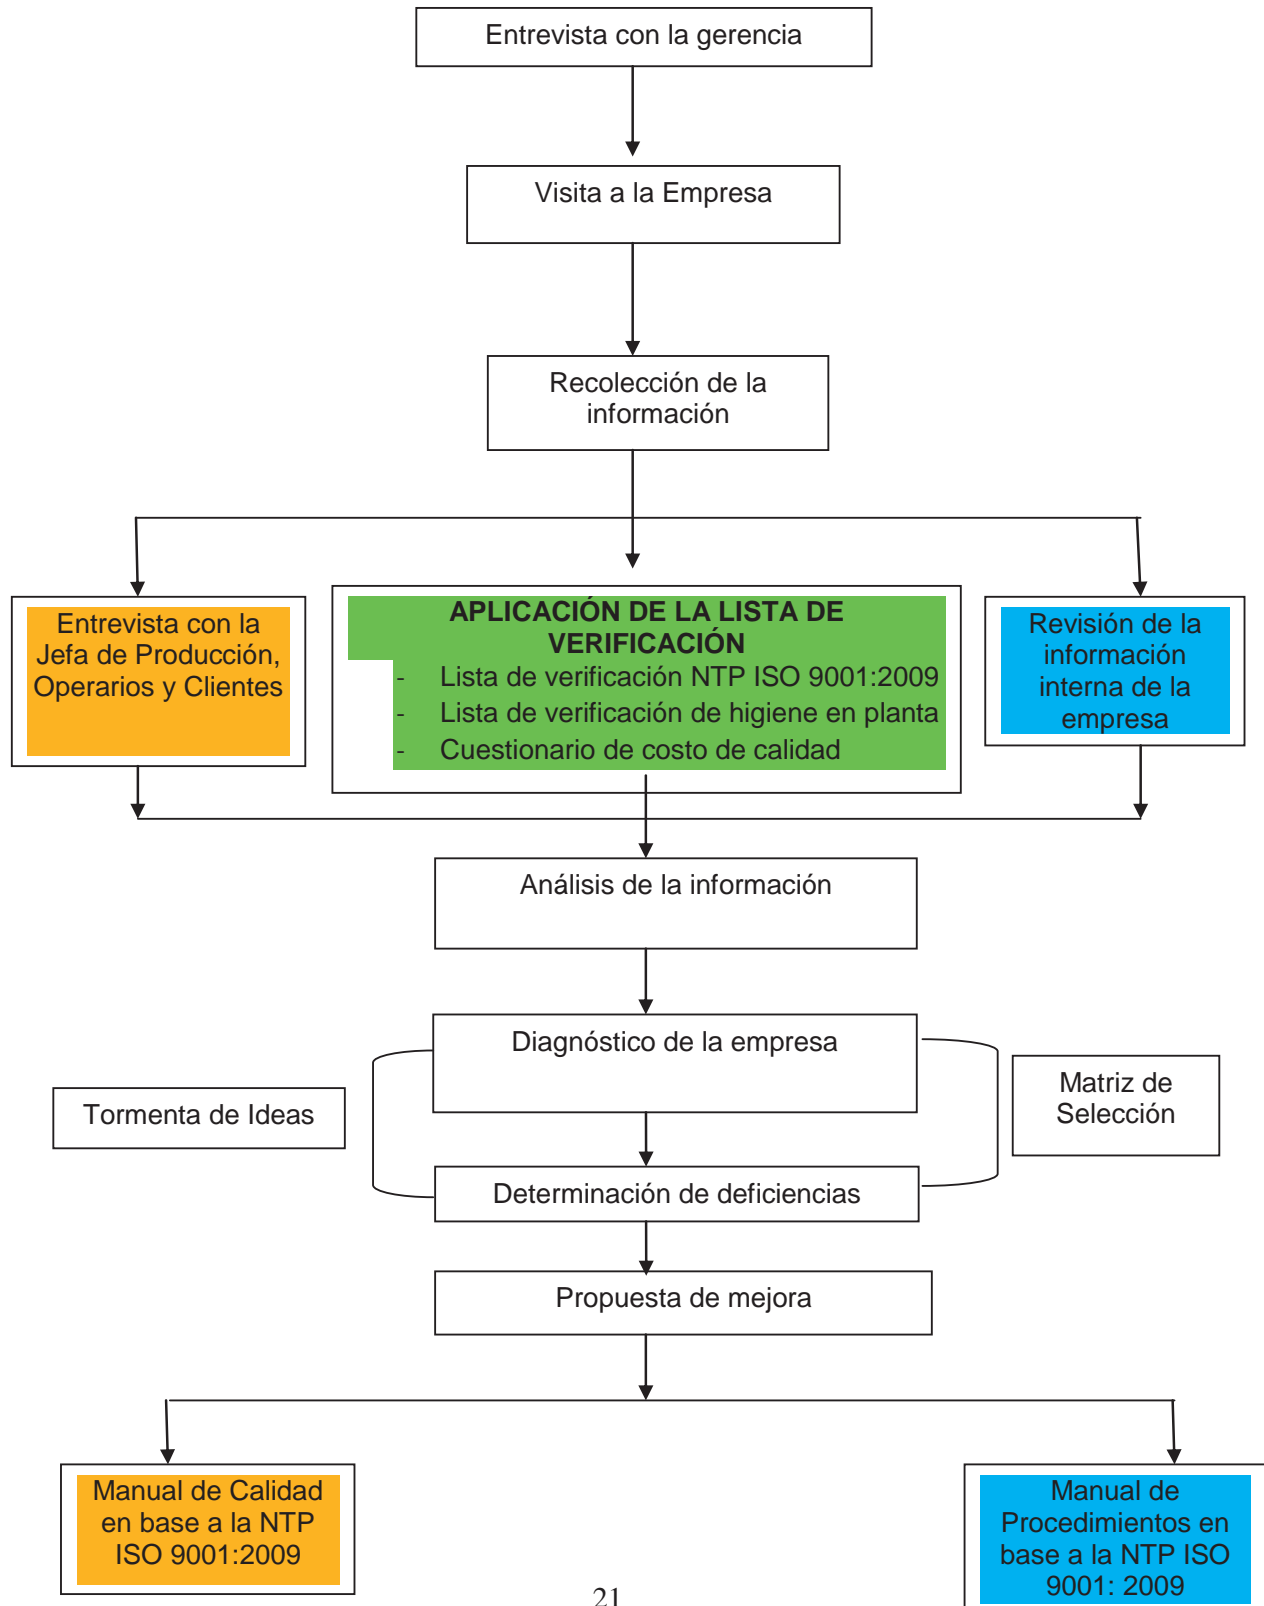 Entrevista con la gerencia
Visita a la Empresa
Recolección de la
información
Entrevista con la
Jefa de Producción,
Operarios y Clientes
APLICACIÓN DE LA LISTA DE
VERIFICACIÓN
- Lista de verificación NTP ISO 9001:2009
- Lista de verificación de higiene en planta
- Cuestionario de costo de calidad
Revisión de la
información
interna de la
empresa
Análisis de la información
Diagnóstico de la empresa
Tormenta de Ideas
Matriz de
Selección
Determinación de deficiencias
Propuesta de mejora
Manual de Calidad
en base a la NTP
ISO 9001:2009
Manual de
Procedimientos en
base a la NTP ISO
9001: 2009
21